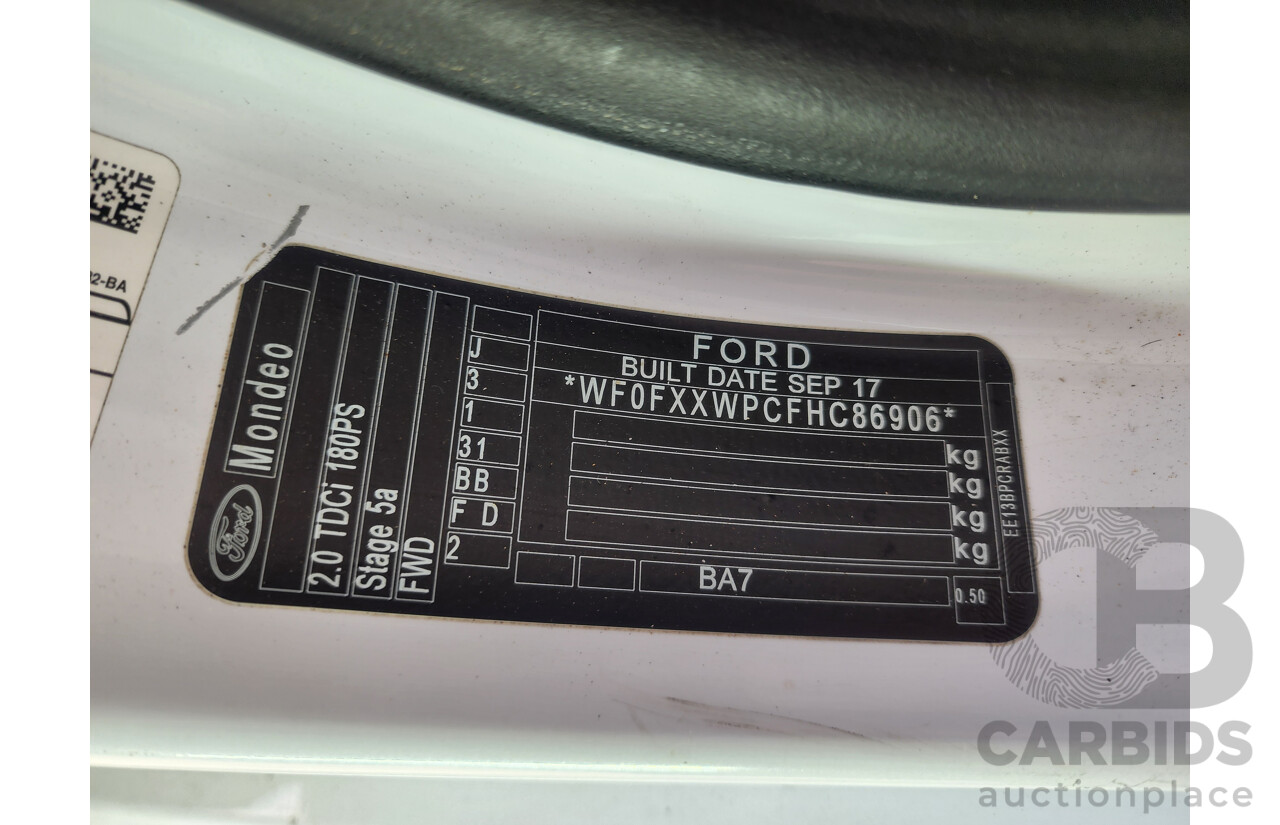 22-BA
Ford
Mondeo
2.0 TDCi 180PS
Stage 5a
FWD
J
3
1
31
BB
F D
2
FORD
BUILT DATE SEP 17
*WF0FXXWPCFHC86906*
kg
kg
kg
kg
BA7
0.50
EE13BPCRABXX
CARBIDS
auctionplace